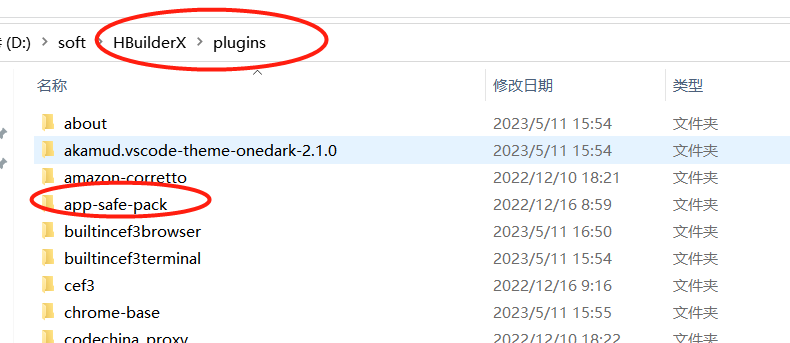 (D:) > soft > HBuilderX > plugins
名称 修改日期 类型
about 2023/5/11 15:54 文件夹
akamud.vscode-theme-onedark-2.1.0 2023/5/11 15:54 文件夹
amazon-corretto 2022/12/10 18:21 文件夹
app-safe-pack 2022/12/16 8:59 文件夹
builtincef3browser 2023/5/11 16:50 文件夹
builtincef3terminal 2023/5/11 15:54 文件夹
cef3 2022/12/16 9:16 文件夹
chrome-base 2023/5/11 15:55 文件夹
codechina_proxy 2022/12/10 18:22 文件夹